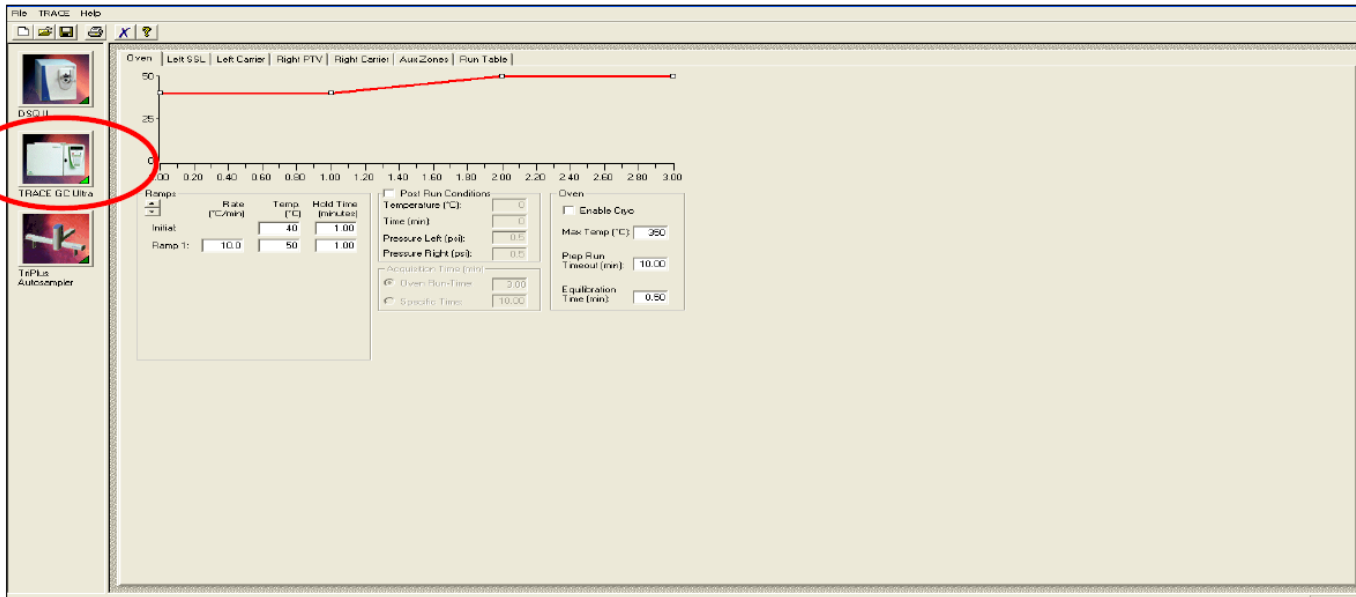 File TRACE Help
Oven Left SSL Left Carrier Right PTV Right Carrier Aux Zones Run Table
50
25
0
0.00 0.20 0.40 0.60 0.80 1.00 1.20 1.40 1.60 1.80 2.00 2.20 2.40 2.60 2.80 3.00
DSQ II
TRACE GC Ultra
TriPlus
Autosampler
Ramps
Rate
(°C/min)
Temp.
(°C)
Hold Time
(minutes)
Initial: 40 1.00
Ramp 1: 10.0 50 1.00
Post Run Conditions
Temperature (°C): 0
Time (min): 0
Pressure Left (psi): 0.5
Pressure Right (psi): 0.5
Acquisition Time (min)
Oven Run-Time: 3.00
Specific Time: 10.00
Oven
Enable Cryo
Max Temp (°C): 350
Prep Run
Timeout (min): 10.00
Equilibration
Time (min): 0.50